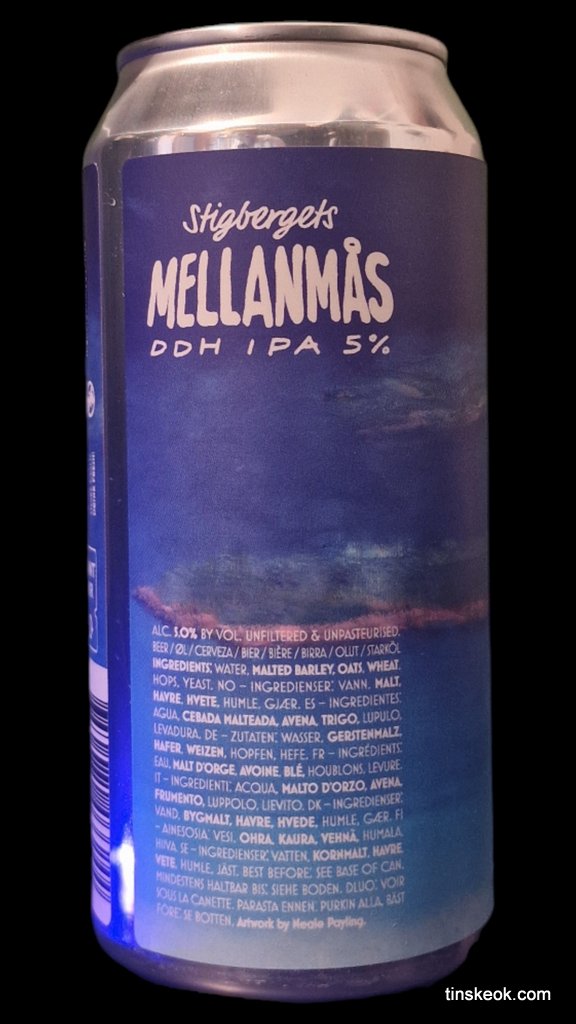 Stigbergets
MELLANMÅS
DDH IPA 5%
ALC. 5.0% BY VOL. UNFILTERED & UNPASTEURISED.
BEER / ØL / CERVEZA / BIER / BIÈRE / BIRRA / OLUT / STARKÖL
INGREDIENTS: WATER, MALTED BARLEY, OATS, WHEAT,
HOPS, YEAST. NO – INGREDIENSER: VANN, MALT,
HAVRE, HVETE, HUMLE, GJÆR. ES – INGREDIENTES:
AGUA, CEBADA MALTEADA, AVENA, TRIGO, LUPULO,
LEVADURA. DE – ZUTATEN: WASSER, GERSTENMALZ,
HAFER, WEIZEN, HOPFEN, HEFE. FR – INGRÉDIENTS:
EAU, MALT D'ORGE, AVOINE, BLÉ, HOUBLONS, LEVURE.
IT – INGREDIENTI: ACQUA, MALTO D'ORZO, AVENA,
FRUMENTO, LUPPOLO, LIEVITO. DK – INGREDIENSER:
VAND, BYGMALT, HAVRE, HVEDE, HUMLE, GÆR. FI
– AINESOSIA: VESI, OHRA, KAURA, VEHNÄ, HUMALA,
HIIVA. SE – INGREDIENSER: VATTEN, KORNMALT, HAVRE,
VETE, HUMLE, JÄST. BEST BEFORE: SEE BASE OF CAN.
MINDESTENS HALTBAR BIS: SIEHE BODEN. DLUO: VOIR
SOUS LA CANETTE. PARASTA ENNEN: PURKIN ALLA. BÄST
FÖRE: SE BOTTEN. Artwork by Neale Payling.
tinskeok.com